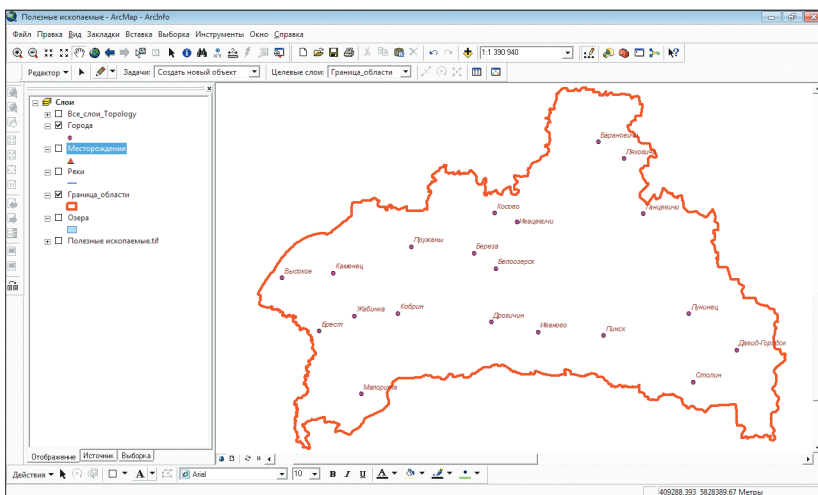 Полезные ископаемые - ArcMap - ArcInfo
Файл Правка Вид Закладки Вставка Выборка Инструменты Окно Справка
1:1 390 940
Редактор Задачи: Создать новый объект Целевые слои: Граница_области
Слои
Все_слои_Topology
Города
Месторождения
Реки
Граница_области
Озера
Полезные ископаемые.tif
Барановичи
Ляховичи
Косово
Ганцевичи
Ивацевичи
Пружаны
Береза
Белоозерск
Высокое
Каменец
Жабинка
Кобрин
Лунинец
Дрогичин
Брест
Иваново
Пинск
Давид-Городок
Столин
Малорита
Отображение Источник Выборка
Действия A Arial 10 B I U A
409288.393 5828389.67 Метры